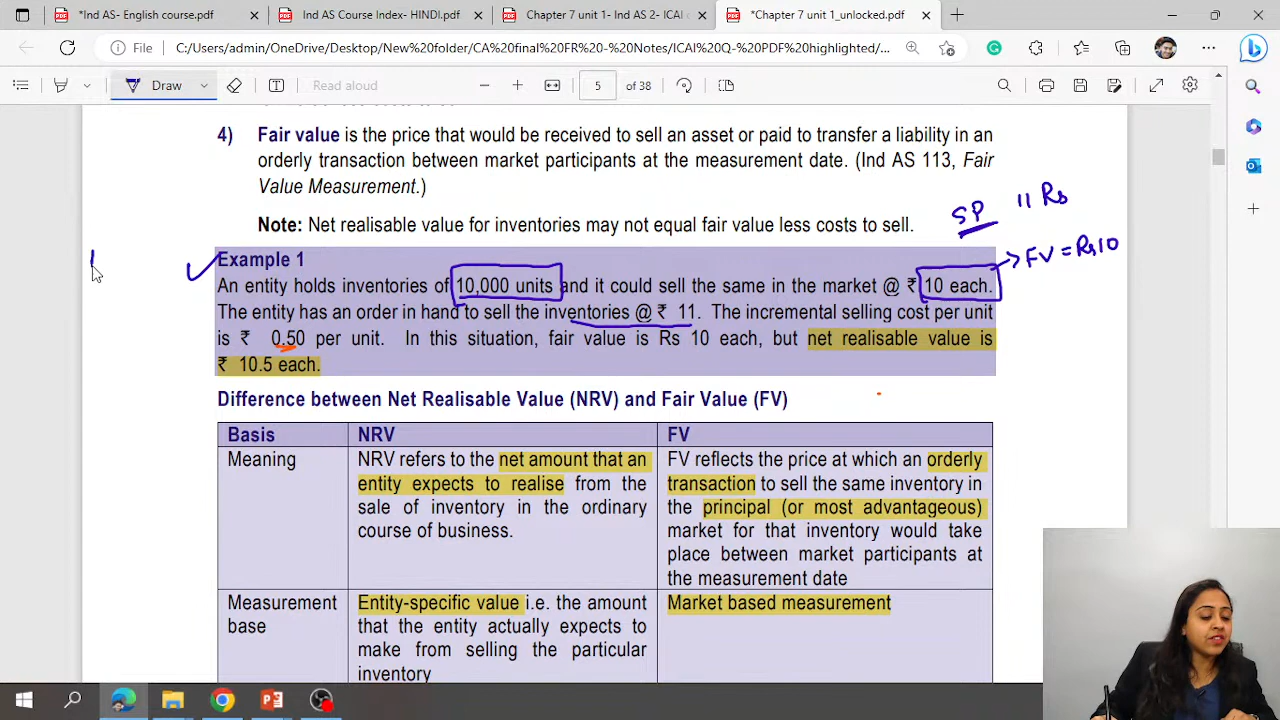 *Ind AS- English course.pdf
Ind AS Course Index- HINDI.pdf
Chapter 7 unit 1- Ind AS 2- ICAI c
*Chapter 7 unit 1_unlocked.pdf
File
C:/Users/admin/OneDrive/Desktop/New%20folder/CA%20final%20FR%20-%20Notes/ICAI%20Q-%20PDF%20highlighted/...
Draw
Read aloud
5
of 38
4) Fair value is the price that would be received to sell an asset or paid to transfer a liability in an
orderly transaction between market participants at the measurement date. (Ind AS 113, Fair
Value Measurement.)
Note: Net realisable value for inventories may not equal fair value less costs to sell.
SP 11 Rs
FV = Rs 10
Example 1
An entity holds inventories of 10,000 units and it could sell the same in the market @ ₹ 10 each.
The entity has an order in hand to sell the inventories @ ₹ 11. The incremental selling cost per unit
is ₹ 0.50 per unit. In this situation, fair value is Rs 10 each, but net realisable value is
₹ 10.5 each.
Difference between Net Realisable Value (NRV) and Fair Value (FV)
Basis NRV FV
Meaning
NRV refers to the net amount that an
entity expects to realise from the
sale of inventory in the ordinary
course of business.
FV reflects the price at which an orderly
transaction to sell the same inventory in
the principal (or most advantageous)
market for that inventory would take
place between market participants at
the measurement date
Measurement
base
Entity-specific value i.e. the amount
that the entity actually expects to
make from selling the particular
inventory
Market based measurement